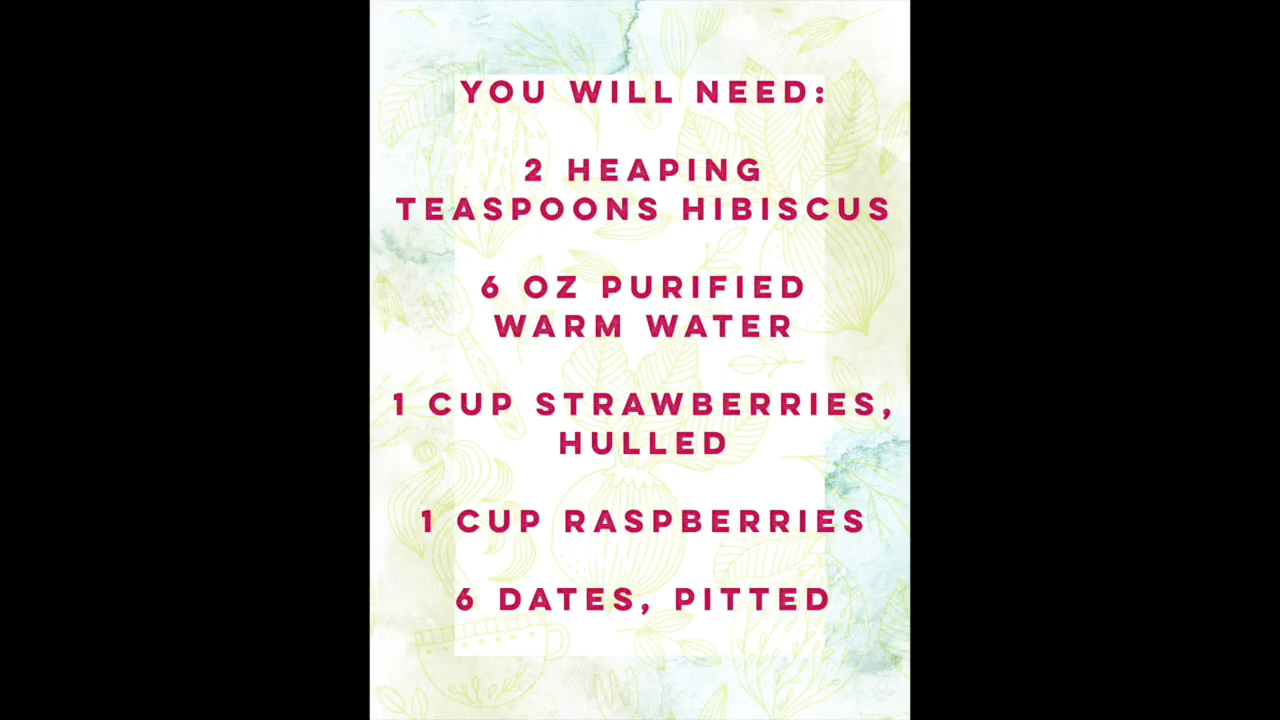 YOU WILL NEED:
2 HEAPING
TEASPOONS HIBISCUS
6 OZ PURIFIED
WARM WATER
1 CUP STRAWBERRIES,
HULLED
1 CUP RASPBERRIES
6 DATES, PITTED